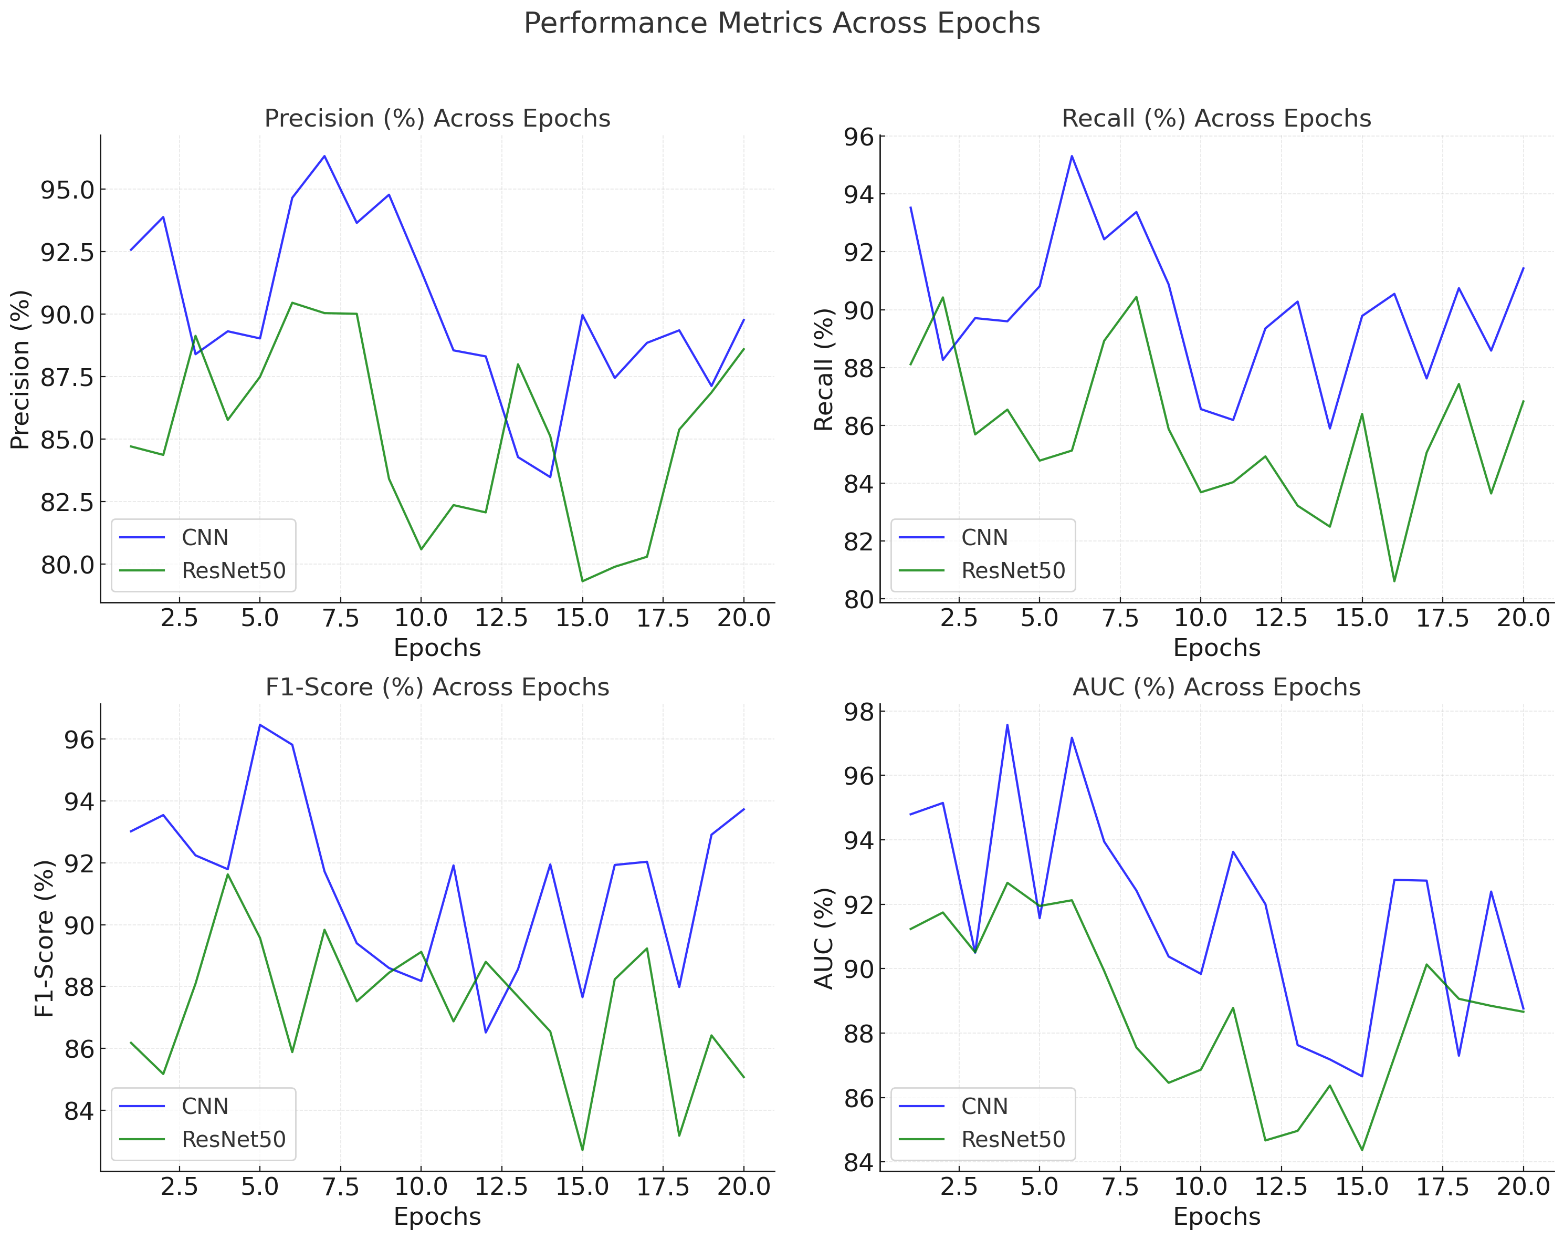 Performance Metrics Across Epochs
Precision (%) Across Epochs
Precision (%)
95.0
92.5
90.0
87.5
85.0
82.5
80.0
CNN
ResNet50
2.5 5.0 7.5 10.0 12.5 15.0 17.5 20.0
Epochs
Recall (%) Across Epochs
Recall (%)
96
94
92
90
88
86
84
82
80
CNN
ResNet50
2.5 5.0 7.5 10.0 12.5 15.0 17.5 20.0
Epochs
F1-Score (%) Across Epochs
F1-Score (%)
96
94
92
90
88
86
84
CNN
ResNet50
2.5 5.0 7.5 10.0 12.5 15.0 17.5 20.0
Epochs
AUC (%) Across Epochs
AUC (%)
98
96
94
92
90
88
86
84
CNN
ResNet50
2.5 5.0 7.5 10.0 12.5 15.0 17.5 20.0
Epochs